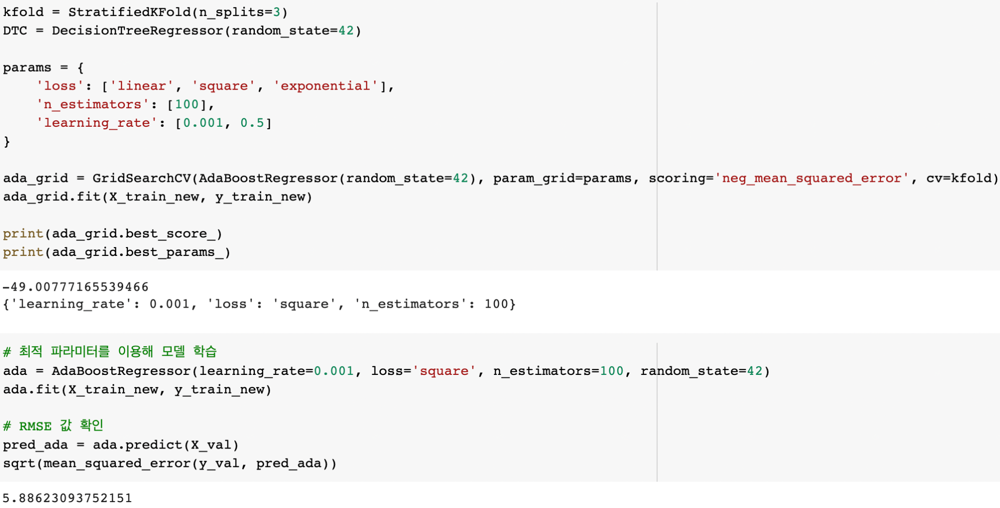 kfold = StratifiedKFold(n_splits=3)
DTC = DecisionTreeRegressor(random_state=42)
params = {
    'loss': ['linear', 'square', 'exponential'],
    'n_estimators': [100],
    'learning_rate': [0.001, 0.5]
}
ada_grid = GridSearchCV(AdaBoostRegressor(random_state=42), param_grid=params, scoring='neg_mean_squared_error', cv=kfold)
ada_grid.fit(X_train_new, y_train_new)
print(ada_grid.best_score_)
print(ada_grid.best_params_)
-49.00777165539466
{'learning_rate': 0.001, 'loss': 'square', 'n_estimators': 100}
# 최적 파라미터를 이용해 모델 학습
ada = AdaBoostRegressor(learning_rate=0.001, loss='square', n_estimators=100, random_state=42)
ada.fit(X_train_new, y_train_new)
# RMSE 값 확인
pred_ada = ada.predict(X_val)
sqrt(mean_squared_error(y_val, pred_ada))
5.88623093752151